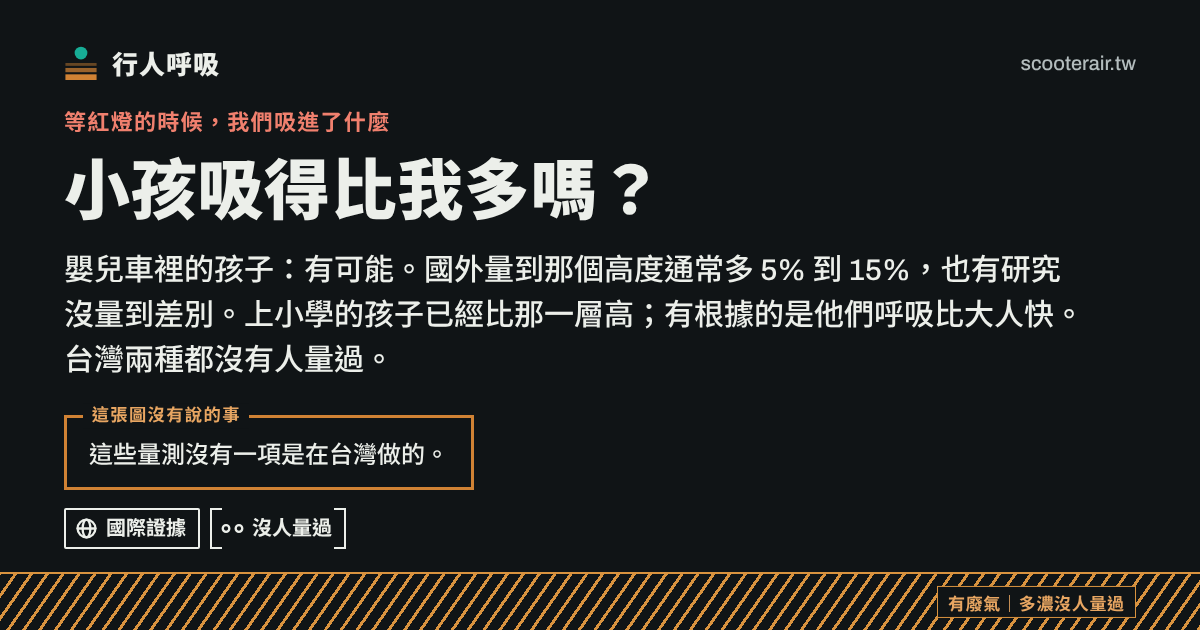 行人呼吸
scooterair.tw
等紅燈的時候，我們吸進了什麼
小孩吸得比我多嗎？
嬰兒車裡的孩子：有可能。國外量到那個高度通常多 5% 到 15%，也有研究
沒量到差別。上小學的孩子已經比那一層高；有根據的是他們呼吸比大人快。
台灣兩種都沒有人量過。
這張圖沒有說的事
這些量測沒有一項是在台灣做的。
國際證據
沒人量過
有廢氣｜多濃沒人量過